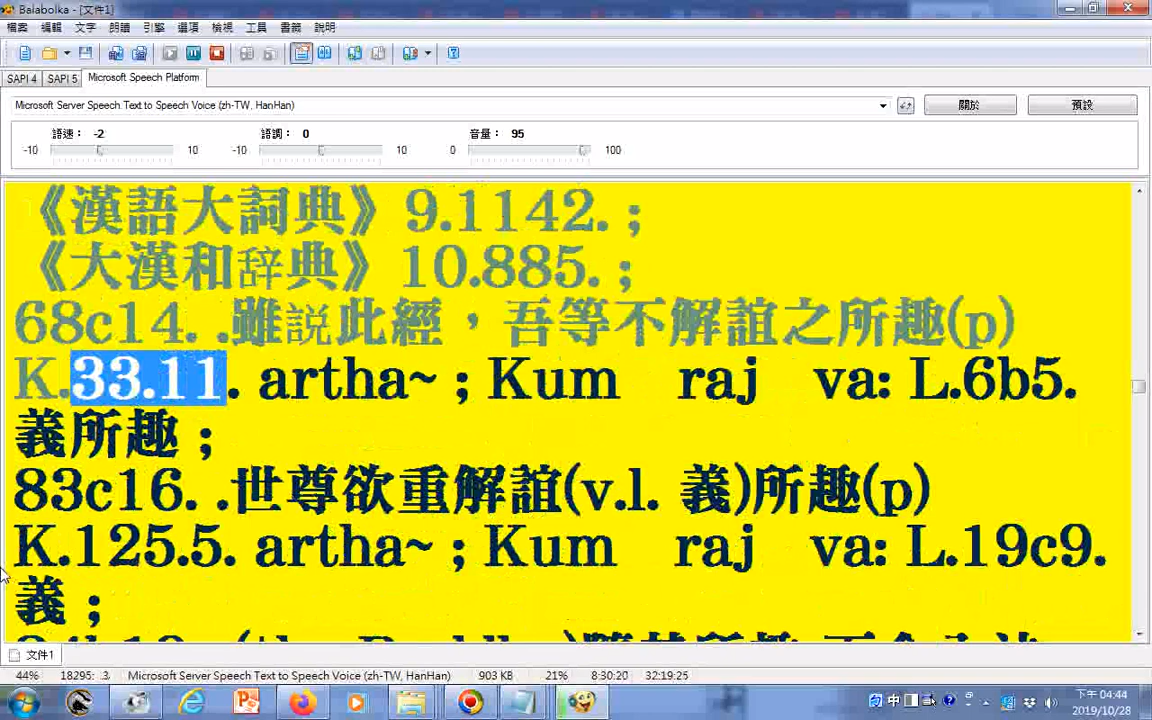 Balabolka - [文件1]
檔案 編輯 文字 朗讀 引擎 選項 檢視 工具 書籤 說明
SAPI 4 SAPI 5 Microsoft Speech Platform
Microsoft Server Speech Text to Speech Voice (zh-TW, HanHan) 關於 預設
語速： -2 語調： 0 音量： 95
-10 10 -10 10 0 100
《漢語大詞典》 9.1142. ;
《大漢和辞典》 10.885. ;
68c14. .雖説此經，吾等不解誼之所趣(p)
K.33.11. artha~ ; Kum raj va: L.6b5.
義所趣 ;
83c16. .世尊欲重解誼(v.l. 義)所趣(p)
K.125.5. artha~ ; Kum raj va: L.19c9.
義 ;
文件1
44% 18295: 3 Microsoft Server Speech Text to Speech Voice (zh-TW, HanHan) 903 KB 21% 8:30:20 32:19:25
中 下午 04:44
2019/10/28